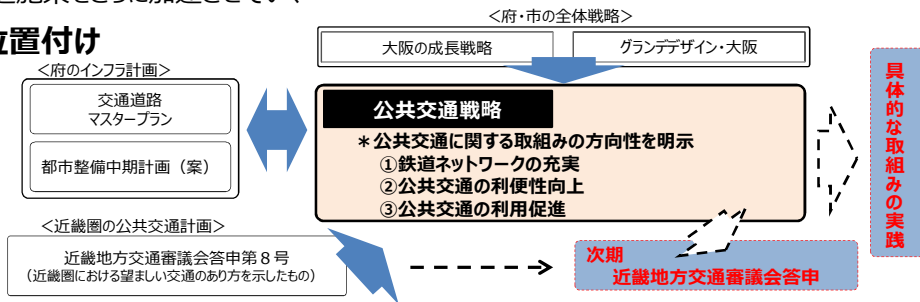 位置付け
＜府・市の全体戦略＞
大阪の成長戦略
グランデデザイン・大阪
＜府のインフラ計画＞
交通道路
マスタープラン
都市整備中期計画（案）
公共交通戦略
＊公共交通に関する取組みの方向性を明示
①鉄道ネットワークの充実
②公共交通の利便性向上
③公共交通の利用促進
具体的な取組みの実践
＜近畿圏の公共交通計画＞
近畿地方交通審議会答申第８号
（近畿圏における望ましい交通のあり方を示したもの）
次期
近畿地方交通審議会答申